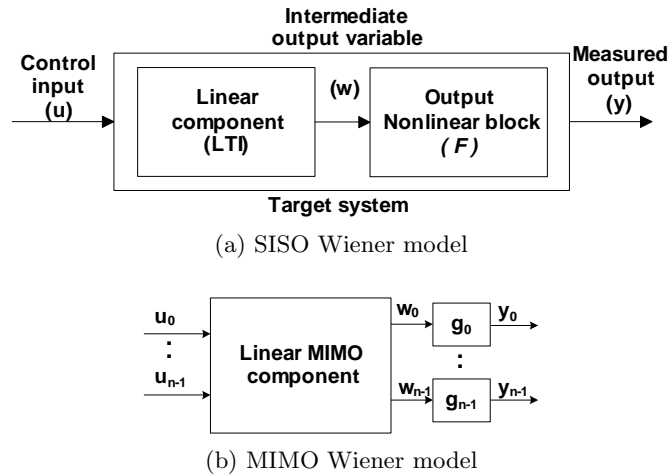 Intermediate
output variable
Control
input
(u)
Linear
component
(LTI)
(w)
Output
Nonlinear block
( F )
Measured
output
(y)
Target system
(a) SISO Wiener model
u0
:
un-1
Linear MIMO
component
w0
g0
y0
:
wn-1
gn-1
yn-1
(b) MIMO Wiener model